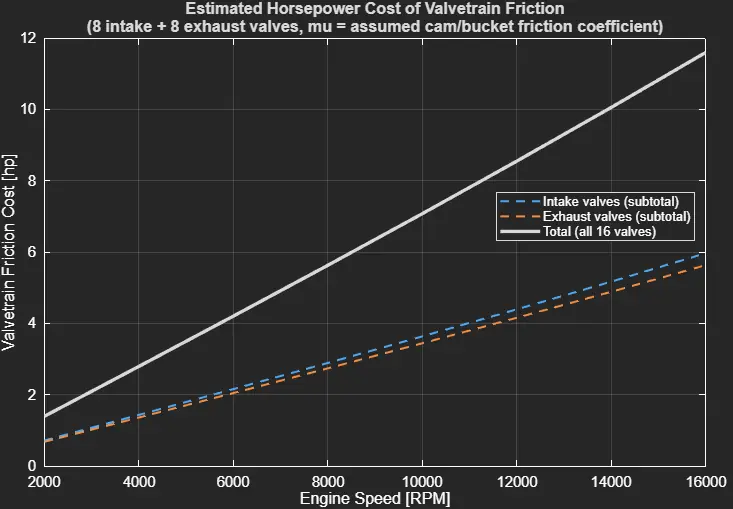 Estimated Horsepower Cost of Valvetrain Friction
(8 intake + 8 exhaust valves, mu = assumed cam/bucket friction coefficient)
12
10
8
6
4
2
0
Valvetrain Friction Cost [hp]
Intake valves (subtotal)
Exhaust valves (subtotal)
Total (all 16 valves)
2000 4000 6000 8000 10000 12000 14000 16000
Engine Speed [RPM]